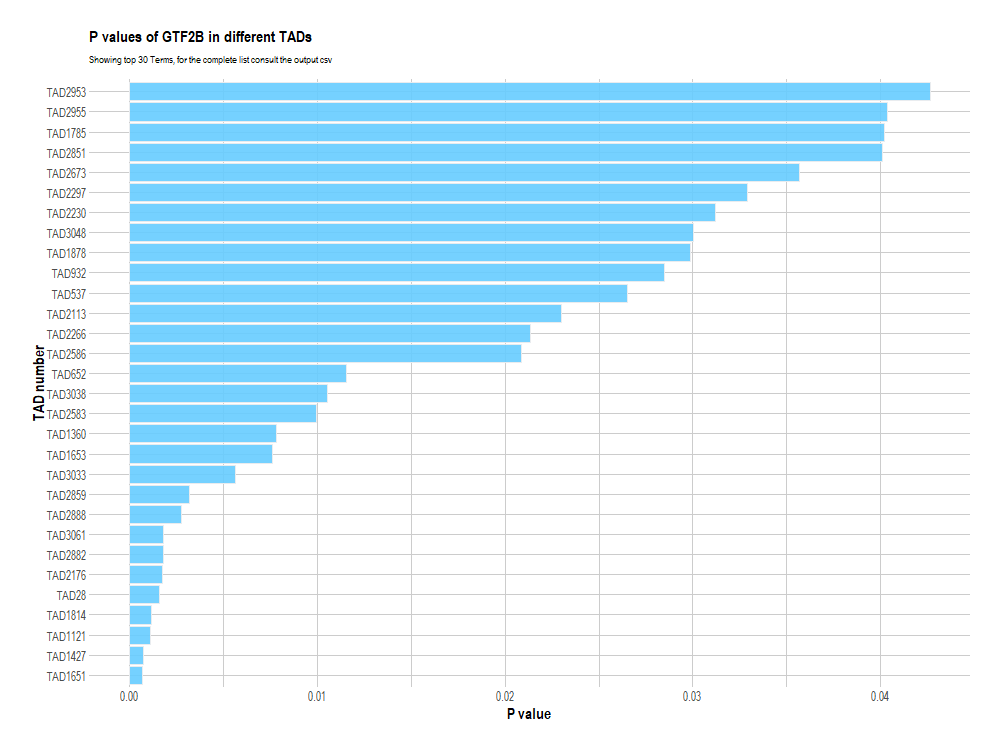 P values of GTF2B in different TADs
Showing top 30 Terms, for the complete list consult the output csv
TAD number
TAD2953
TAD2955
TAD1785
TAD2851
TAD2673
TAD2297
TAD2230
TAD3048
TAD1878
TAD932
TAD537
TAD2113
TAD2266
TAD2586
TAD652
TAD3038
TAD2583
TAD1360
TAD1653
TAD3033
TAD2859
TAD2888
TAD3061
TAD2882
TAD2176
TAD28
TAD1814
TAD1121
TAD1427
TAD1651
0.00 0.01 0.02 0.03 0.04
P value